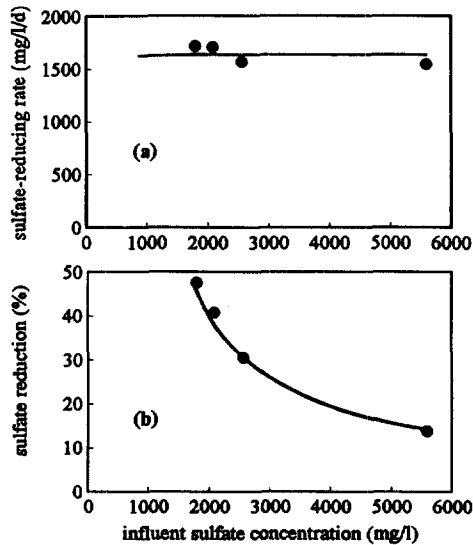 sulfate-reducing rate (mg/l/d)
2000
1500
1000
500
0
(a)
0 1000 2000 3000 4000 5000 6000
sulfate reduction (%)
50
40
30
20
10
0
(b)
0 1000 2000 3000 4000 5000 6000
influent sulfate concentration (mg/l)